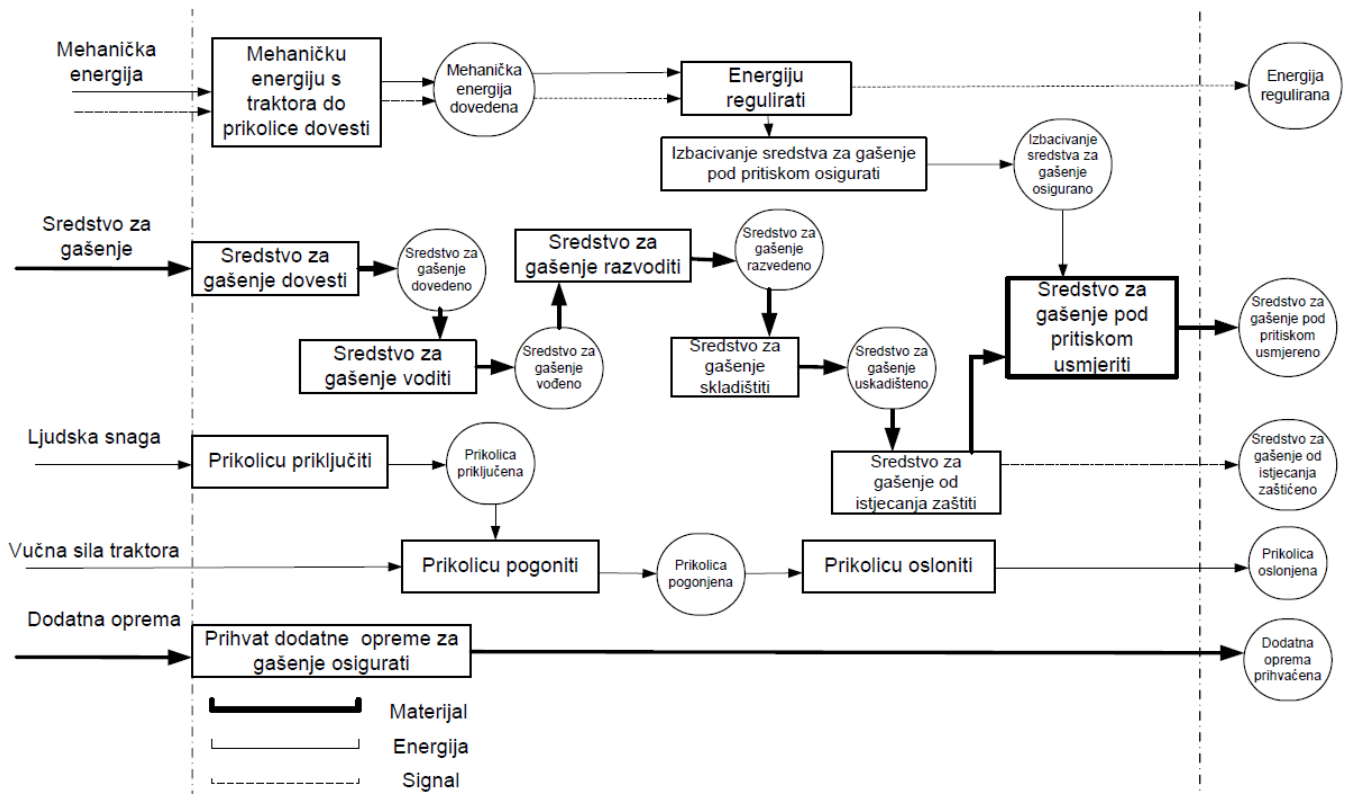 Mehanička
energija
Mehaničku
energiju s
traktora do
prikolice dovesti
Mehanička
energija
dovedena
Energiju
regulirati
Energija
regulirana
Izbacivanje sredstva za gašenje
pod pritiskom osigurati
Izbacivanje
sredstva za
gašenje
osigurano
Sredstvo za
gašenje
Sredstvo za
gašenje dovesti
Sredstvo za
gašenje
dovedeno
Sredstvo za
gašenje voditi
Sredstvo za
gašenje
vođeno
Sredstvo za
gašenje razvoditi
Sredstvo za
gašenje
razvedeno
Sredstvo za
gašenje
skladištiti
Sredstvo za
gašenje
uskadišteno
Sredstvo za
gašenje od
istjecanja zaštiti
Sredstvo za
gašenje pod
pritiskom
usmjeriti
Sredstvo za
gašenje pod
pritiskom
usmjereno
Sredstvo za
gašenje od
istjecanja
zaštićeno
Ljudska snaga
Prikolicu priključiti
Prikolica
priključena
Vučna sila traktora
Prikolicu pogoniti
Prikolica
pogonjena
Prikolicu osloniti
Prikolica
oslonjena
Dodatna oprema
Prihvat dodatne opreme za
gašenje osigurati
Dodatna
oprema
prihvaćena
Materijal
Energija
Signal